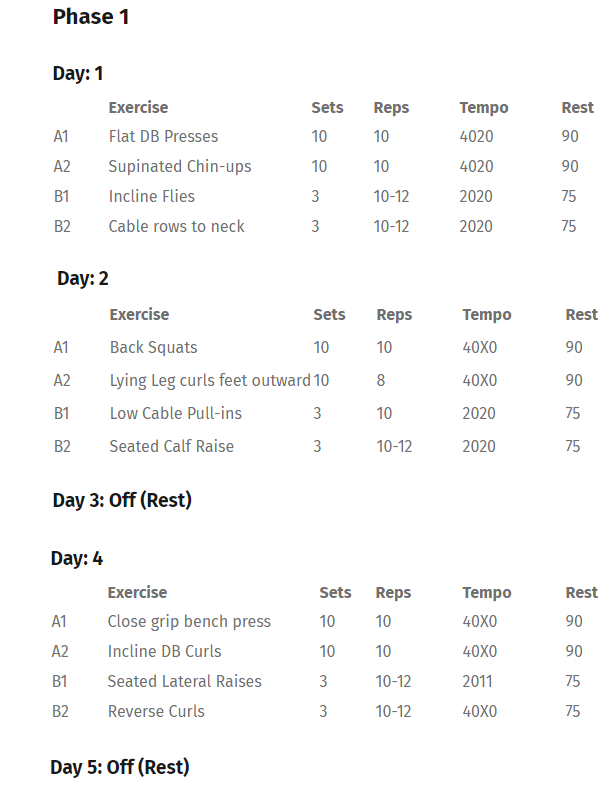 Phase 1
Day: 1
Exercise Sets Reps Tempo Rest
A1 Flat DB Presses 10 10 4020 90
A2 Supinated Chin-ups 10 10 4020 90
B1 Incline Flies 3 10-12 2020 75
B2 Cable rows to neck 3 10-12 2020 75
Day: 2
Exercise Sets Reps Tempo Rest
A1 Back Squats 10 10 40X0 90
A2 Lying Leg curls feet outward 10 8 40X0 90
B1 Low Cable Pull-ins 3 10 2020 75
B2 Seated Calf Raise 3 10-12 2020 75
Day 3: Off (Rest)
Day: 4
Exercise Sets Reps Tempo Rest
A1 Close grip bench press 10 10 40X0 90
A2 Incline DB Curls 10 10 40X0 90
B1 Seated Lateral Raises 3 10-12 2011 75
B2 Reverse Curls 3 10-12 40X0 75
Day 5: Off (Rest)